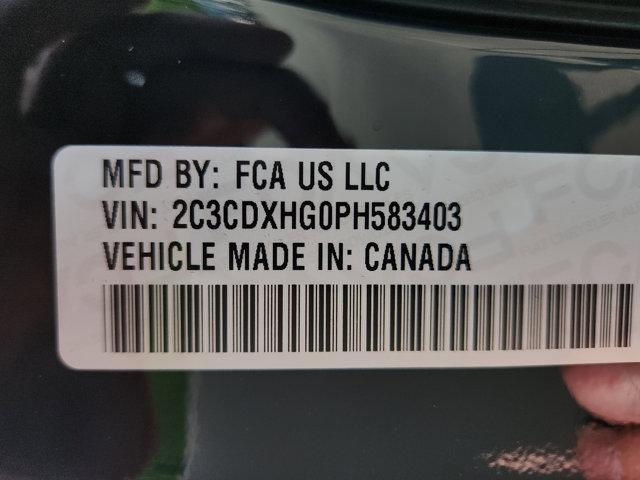 MFD BY: FCA US LLC
VIN: 2C3CDXHG0PH583403
VEHICLE MADE IN: CANADA